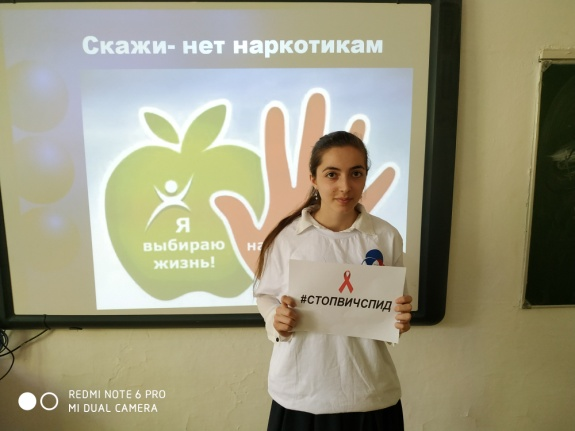 Скажи- нет наркотикам
Я
выбираю
жизнь!
на
#СТОПВИЧСПИД
REDMI NOTE 6 PRO
MI DUAL CAMERA